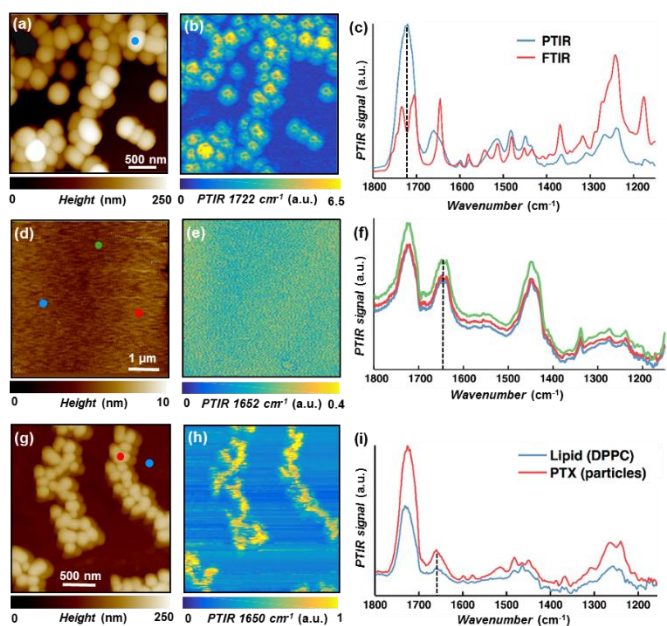 (a)
500 nm
0 250
Height (nm)
(b)
0 6.5
PTIR 1722 cm⁻¹ (a.u.)
(c)
PTIR
FTIR
PTIR signal (a.u.)
1800 1700 1600 1500 1400 1300 1200
Wavenumber (cm⁻¹)
(d)
1 µm
0 10
Height (nm)
(e)
0 0.4
PTIR 1652 cm⁻¹ (a.u.)
(f)
PTIR signal (a.u.)
1800 1700 1600 1500 1400 1300 1200
Wavenumber (cm⁻¹)
(g)
500 nm
0 250
Height (nm)
(h)
0 1
PTIR 1650 cm⁻¹ (a.u.)
(i)
Lipid (DPPC)
PTX (particles)
PTIR signal (a.u.)
1800 1700 1600 1500 1400 1300 1200
Wavenumber (cm⁻¹)